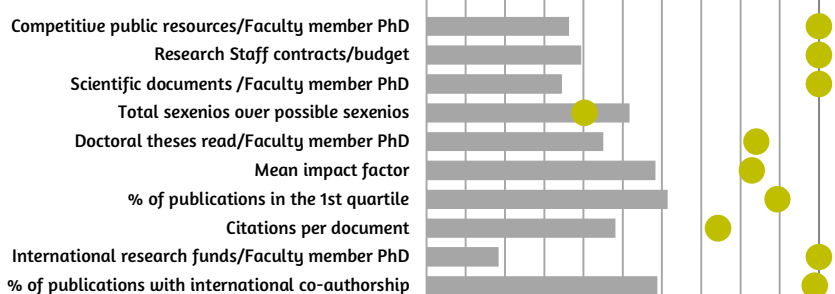 Competitive public resources/Faculty member PhD
Research Staff contracts/budget
Scientific documents /Faculty member PhD
Total sexenios over possible sexenios
Doctoral theses read/Faculty member PhD
Mean impact factor
% of publications in the 1st quartile
Citations per document
International research funds/Faculty member PhD
% of publications with international co-authorship